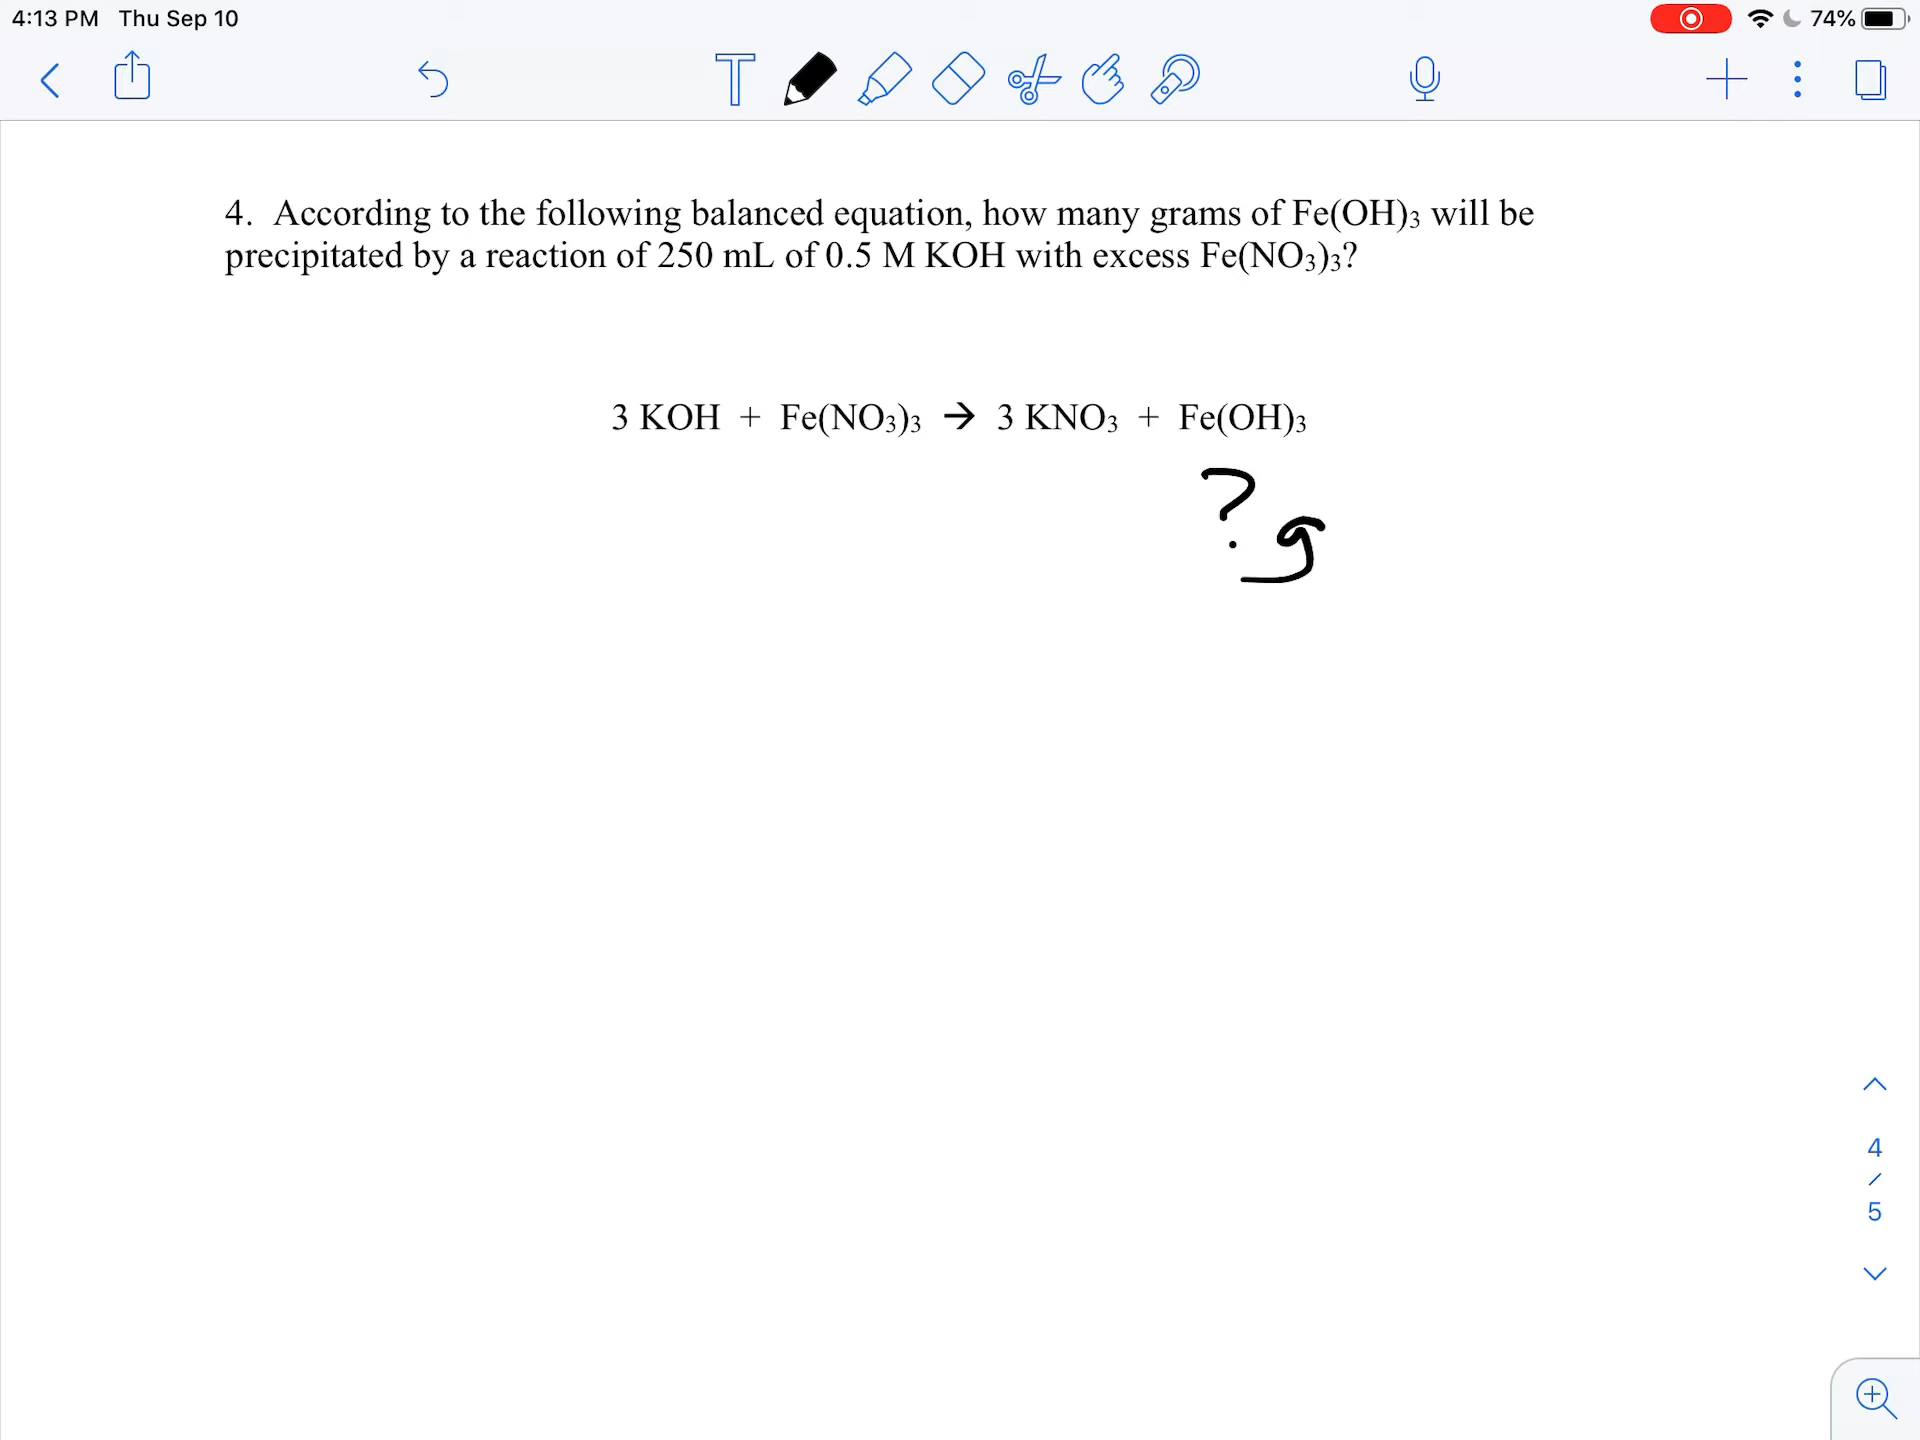 4:13 PM Thu Sep 10
74%
T
4. According to the following balanced equation, how many grams of Fe(OH)₃ will be
precipitated by a reaction of 250 mL of 0.5 M KOH with excess Fe(NO₃)₃?
3 KOH + Fe(NO₃)₃ → 3 KNO₃ + Fe(OH)₃
? g
4
/
5